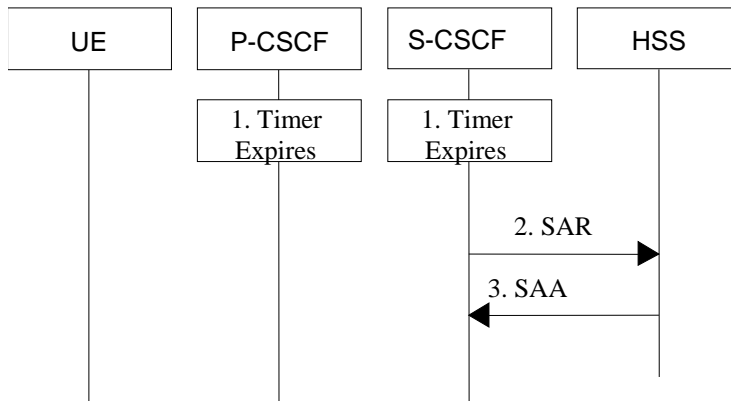 UE
P-CSCF
S-CSCF
HSS
1. Timer
Expires
1. Timer
Expires
2. SAR
3. SAA